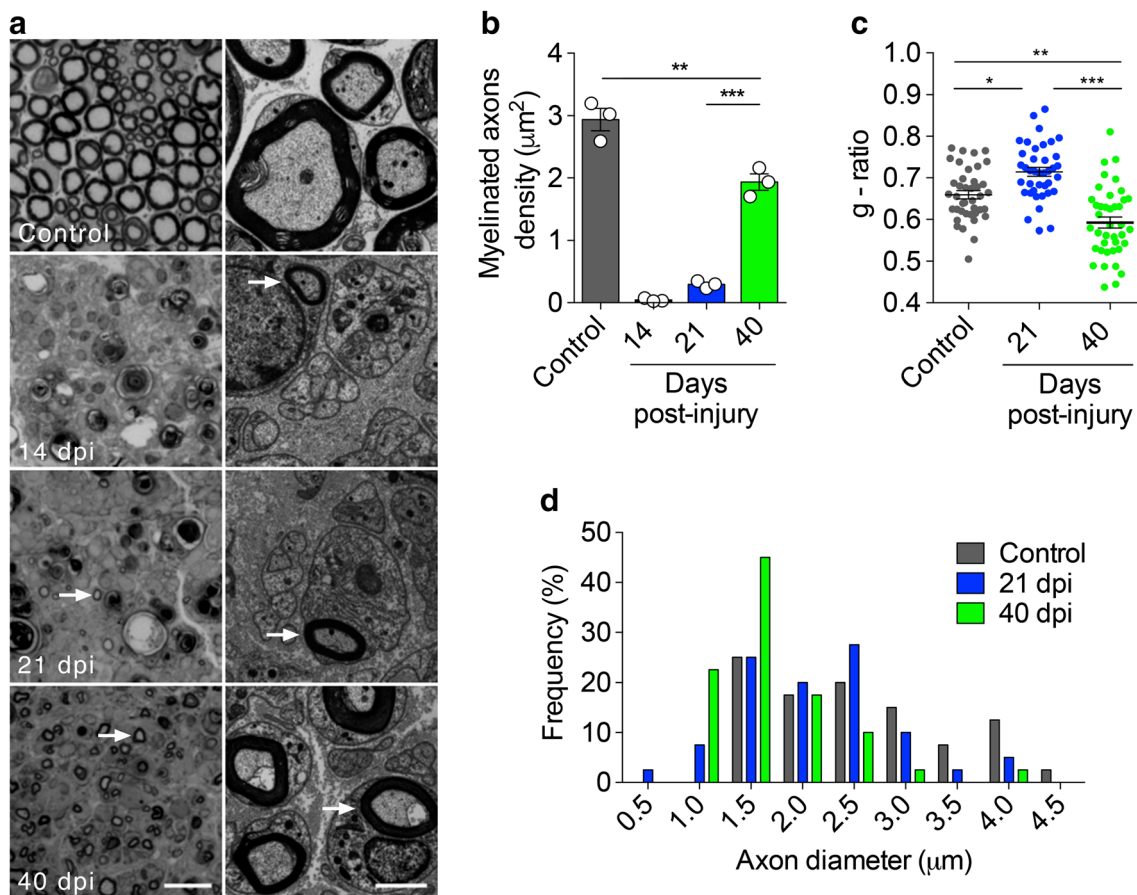 a
Control
14 dpi
21 dpi
40 dpi
b
Myelinated axons
density (μm²)
4
3
2
1
0
**
***
Control
14
21
40
Days
post-injury
c
g - ratio
1.0
0.9
0.8
0.7
0.6
0.5
0.4
**
*
***
Control
21
40
Days
post-injury
d
Frequency (%)
50
40
30
20
10
0
Control
21 dpi
40 dpi
0.5
1.0
1.5
2.0
2.5
3.0
3.5
4.0
4.5
Axon diameter (μm)